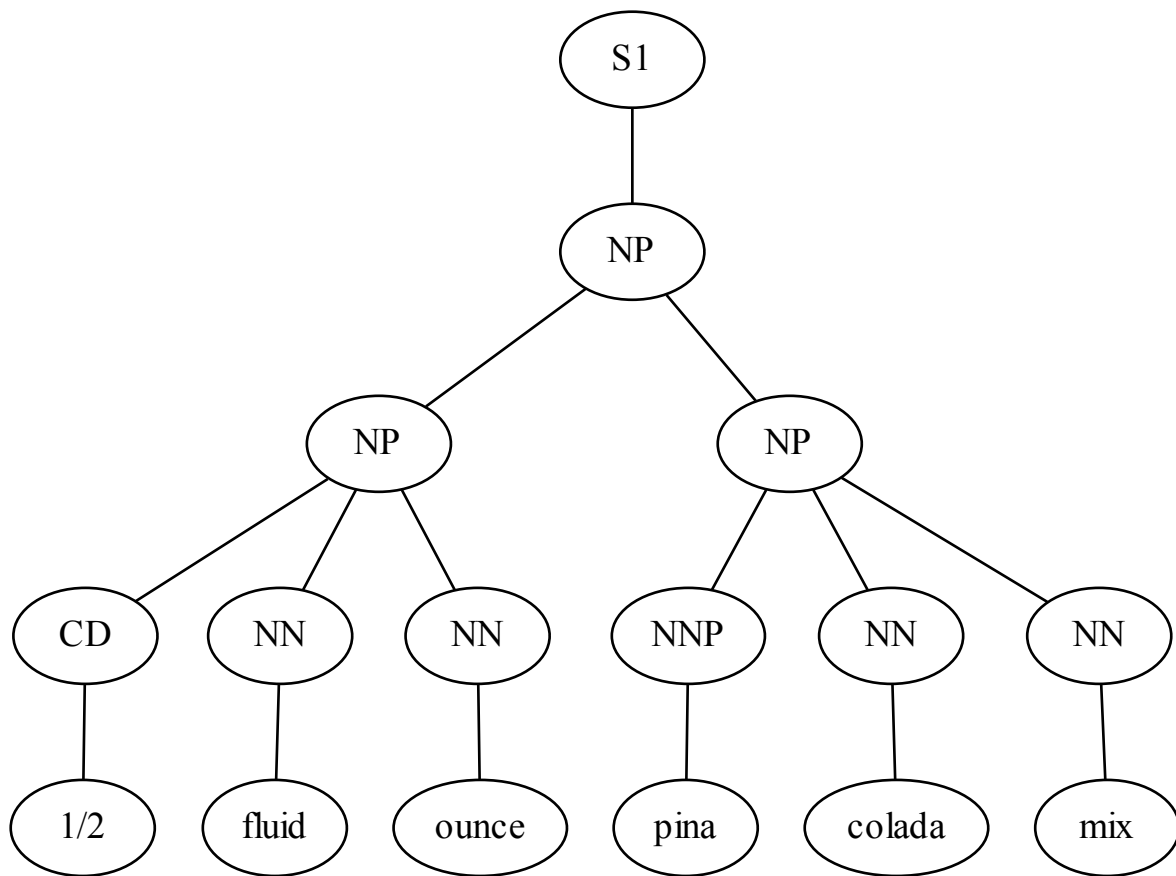 S1
NP
NP NP
CD NN NN NNP NN NN
1/2 fluid ounce pina colada mix